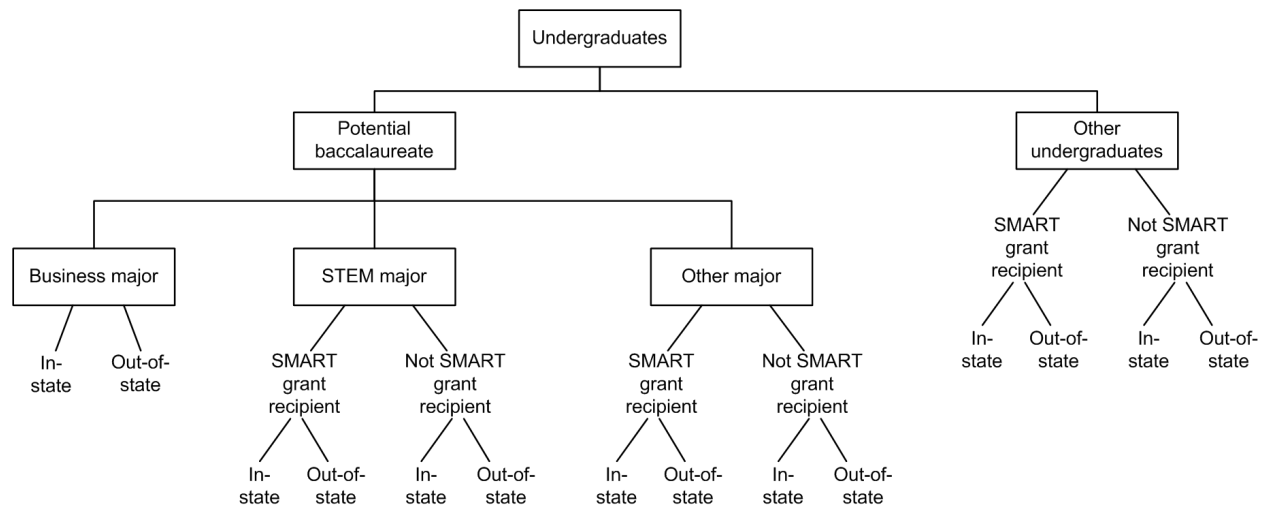 Undergraduates
Potential
baccalaureate
Other
undergraduates
Business major
STEM major
Other major
SMART
grant
recipient
Not SMART
grant
recipient
In-
state
Out-of-
state
In-
state
Out-of-
state
In-
state
Out-of-
state
SMART
grant
recipient
Not SMART
grant
recipient
SMART
grant
recipient
Not SMART
grant
recipient
In-
state
Out-of-
state
In-
state
Out-of-
state
In-
state
Out-of-
state
In-
state
Out-of-
state